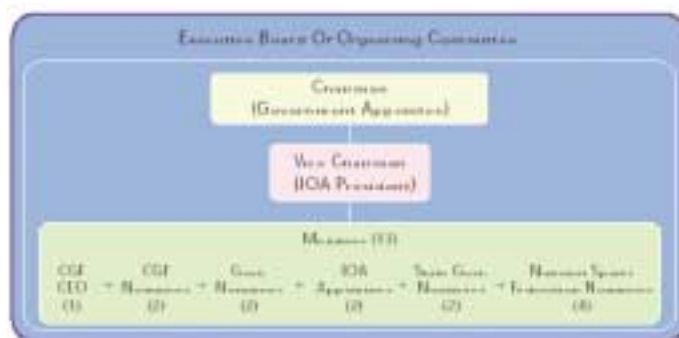 Executive Board Of Organising Committee
Chairman
(Government Appointee)
Vice Chairman
(IOA President)
Members (13)
CGF + CGF + Govt. + IOA + State Govt. + National Sports
CEO Nominees Nominees Appointees Nominees Federation Nominees
(1) (2) (2) (2) (2) (4)